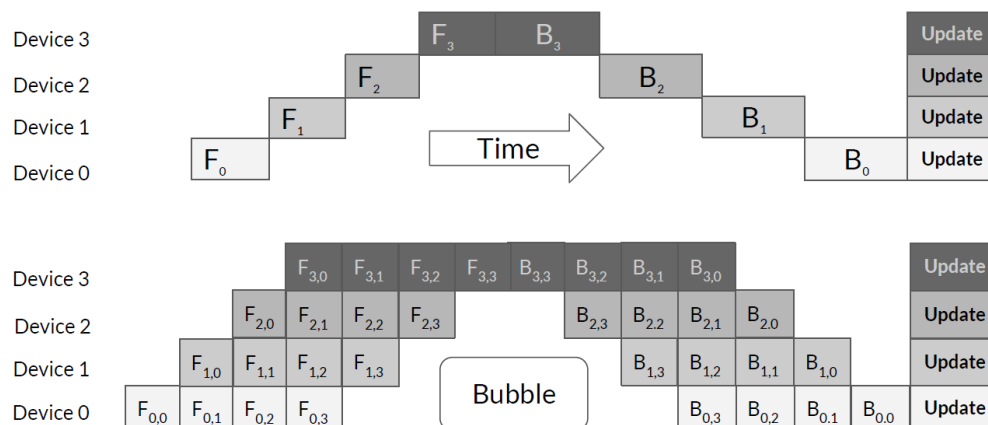 Device 3 F3 B3 Update
Device 2 F2 B2 Update
Device 1 F1 B1 Update
Time
Device 0 F0 B0 Update
Device 3 F3,0 F3,1 F3,2 F3,3 B3,3 B3,2 B3,1 B3,0 Update
Device 2 F2,0 F2,1 F2,2 F2,3 B2,3 B2.2 B2,1 B2.0 Update
Device 1 F1,0 F1,1 F1,2 F1,3 B1,3 B1,2 B1,1 B1,0 Update
Bubble
Device 0 F0,0 F0,1 F0,2 F0,3 B0,3 B0,2 B0.1 B0.0 Update